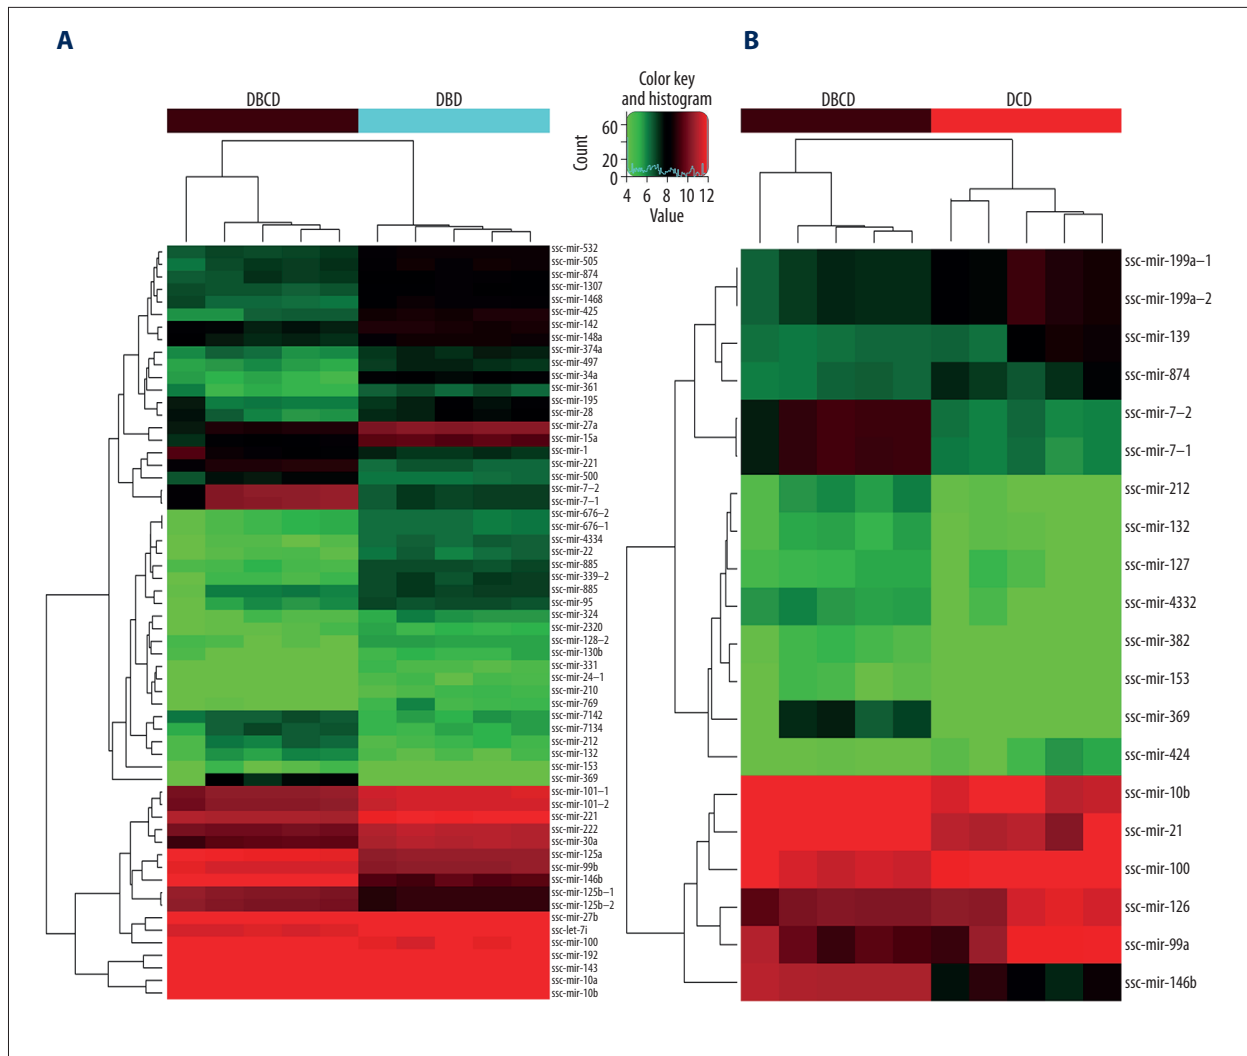 A
B
DBCD
DBD
Color key
and histogram
60
20
0
Count
4 6 8 10 12
Value
DBCD
DCD
ssc-mir-532
ssc-mir-505
ssc-mir-874
ssc-mir-1307
ssc-mir-1468
ssc-mir-425
ssc-mir-142
ssc-mir-148a
ssc-mir-374a
ssc-mir-497
ssc-mir-34a
ssc-mir-361
ssc-mir-195
ssc-mir-28
ssc-mir-27a
ssc-mir-15a
ssc-mir-1
ssc-mir-221
ssc-mir-500
ssc-mir-7–2
ssc-mir-7–1
ssc-mir-676–2
ssc-mir-676–1
ssc-mir-4334
ssc-mir-22
ssc-mir-885
ssc-mir-339–2
ssc-mir-885
ssc-mir-95
ssc-mir-324
ssc-mir-2320
ssc-mir-128–2
ssc-mir-130b
ssc-mir-331
ssc-mir-24–1
ssc-mir-210
ssc-mir-769
ssc-mir-7142
ssc-mir-7134
ssc-mir-212
ssc-mir-132
ssc-mir-153
ssc-mir-369
ssc-mir-101–1
ssc-mir-101–2
ssc-mir-221
ssc-mir-222
ssc-mir-30a
ssc-mir-125a
ssc-mir-99b
ssc-mir-146b
ssc-mir-125b–1
ssc-mir-125b–2
ssc-mir-27b
ssc-let-7i
ssc-mir-100
ssc-mir-192
ssc-mir-143
ssc-mir-10a
ssc-mir-10b
ssc-mir-199a–1
ssc-mir-199a–2
ssc-mir-139
ssc-mir-874
ssc-mir-7–2
ssc-mir-7–1
ssc-mir-212
ssc-mir-132
ssc-mir-127
ssc-mir-4332
ssc-mir-382
ssc-mir-153
ssc-mir-369
ssc-mir-424
ssc-mir-10b
ssc-mir-21
ssc-mir-100
ssc-mir-126
ssc-mir-99a
ssc-mir-146b